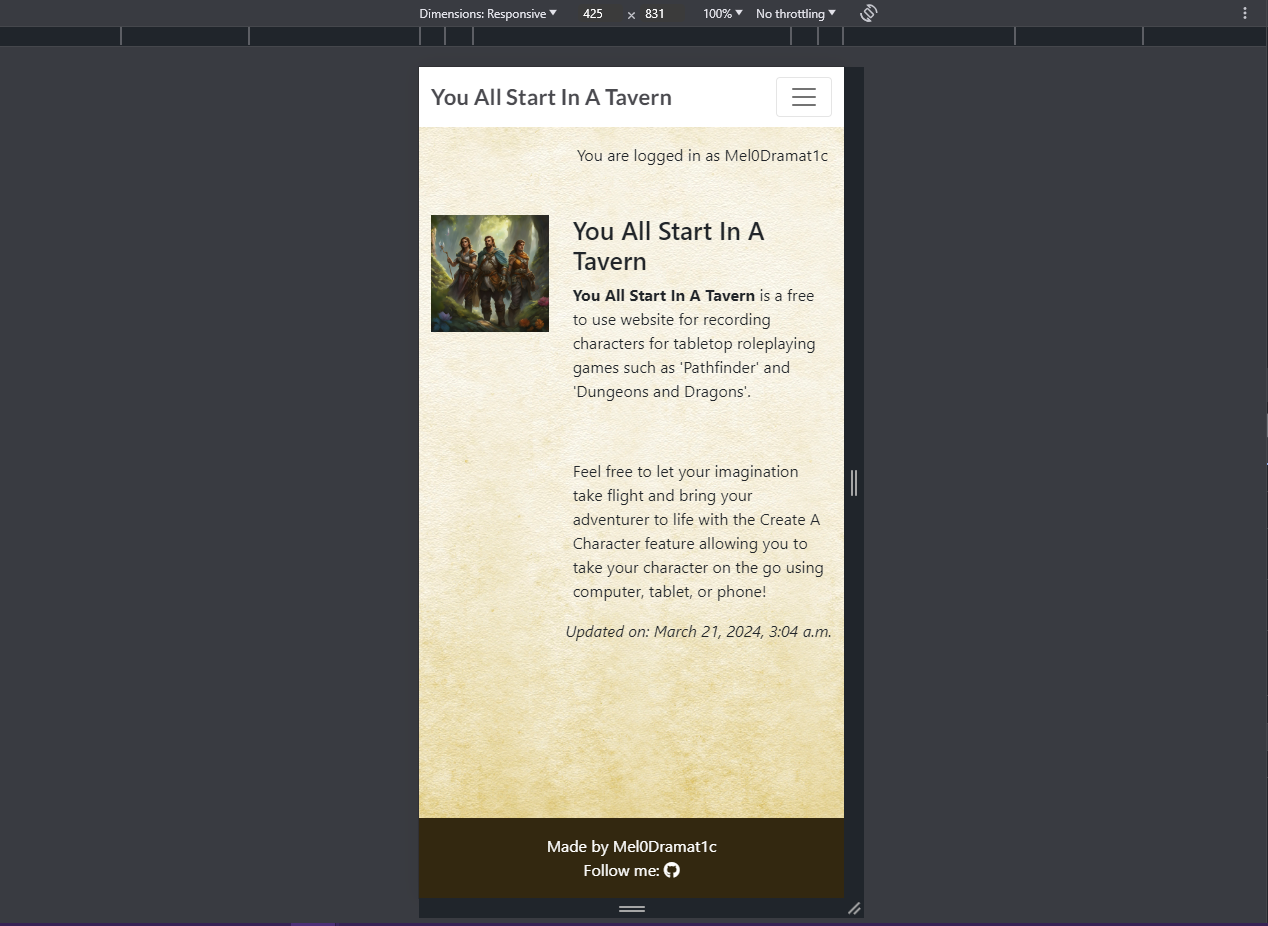 Dimensions: Responsive 425 × 831 100% No throttling
You All Start In A Tavern
You are logged in as Mel0Dramat1c
You All Start In A
Tavern
You All Start In A Tavern is a free
to use website for recording
characters for tabletop roleplaying
games such as 'Pathfinder' and
'Dungeons and Dragons'.
Feel free to let your imagination
take flight and bring your
adventurer to life with the Create A
Character feature allowing you to
take your character on the go using
computer, tablet, or phone!
Updated on: March 21, 2024, 3:04 a.m.
Made by Mel0Dramat1c
Follow me: